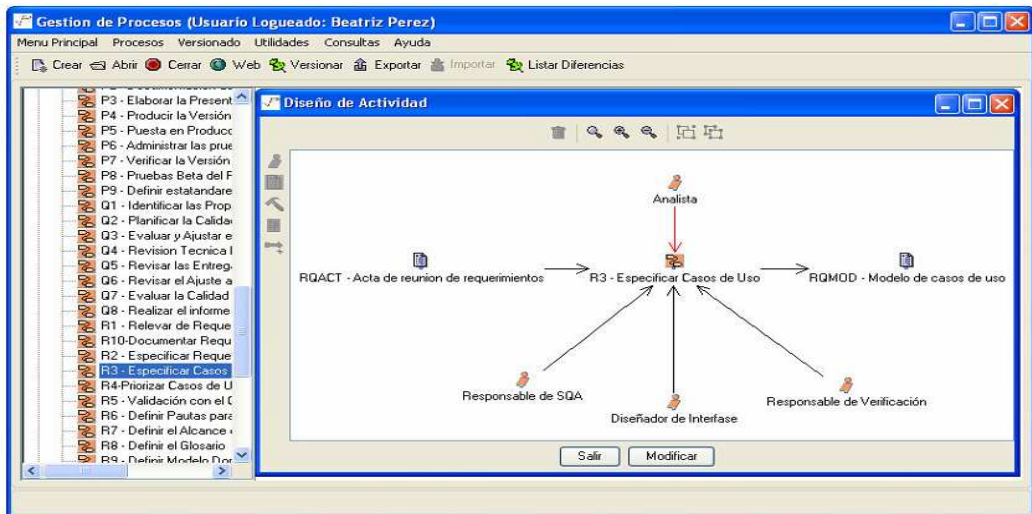 Gestion de Procesos (Usuario Logueado: Beatriz Perez)
Menu Principal Procesos Versionado Utilidades Consultas Ayuda
Crear Abrir Cerrar Web Versionar Exportar Importar Listar Diferencias
P3 - Elaborar la Present
P4 - Producir la Versión
P5 - Puesta en Producc
P6 - Administrar las prue
P7 - Verificar la Versión
P8 - Pruebas Beta del P
P9 - Definir estatandare
Q1 - Identificar las Prop
Q2 - Planificar la Calida
Q3 - Evaluar y Ajustar e
Q4 - Revision Tecnica
Q5 - Revisar las Entreg
Q6 - Revisar el Ajuste a
Q7 - Evaluar la Calidad
Q8 - Realizar el informe
R1 - Relevar de Reque
R10-Documentar Requ
R2 - Especificar Reque
R3 - Especificar Casos
R4-Priorizar Casos de U
R5 - Validación con el C
R6 - Definir Pautas para
R7 - Definir el Alcance
R8 - Definir el Glosario
R9 - Definir Modelo Dor
Diseño de Actividad
Analista
RQACT - Acta de reunion de requerimientos
R3 - Especificar Casos de Uso
RQMOD - Modelo de casos de uso
Responsable de SQA
Diseñador de Interfase
Responsable de Verificación
Salir Modificar